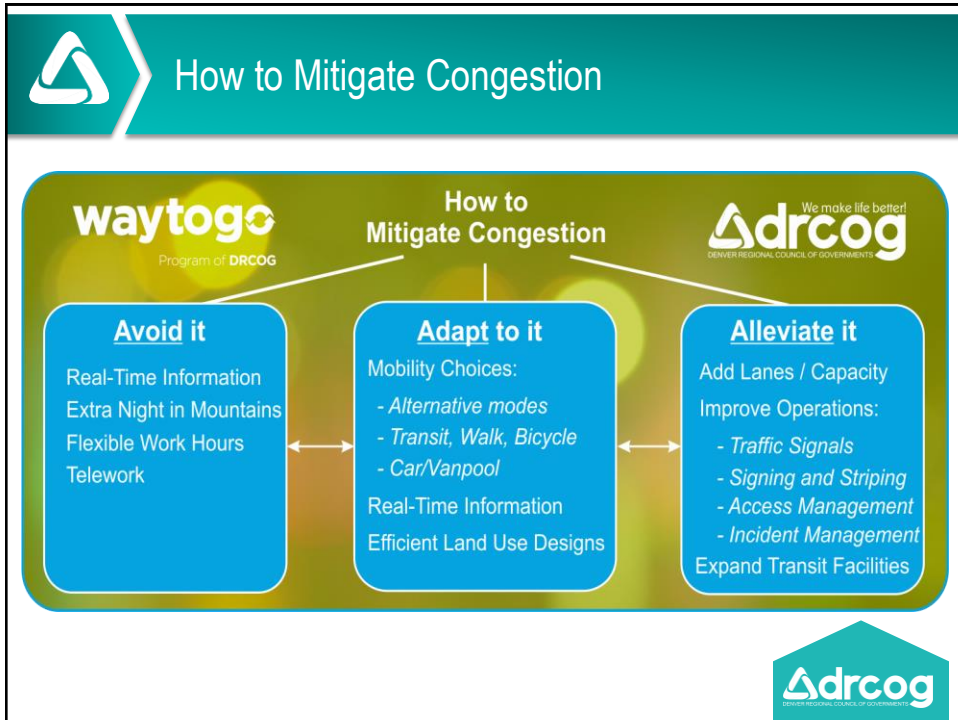 How to Mitigate Congestion
waytogo
Program of DRCOG
How to
Mitigate Congestion
We make life better!
drcog
DENVER REGIONAL COUNCIL OF GOVERNMENTS
Avoid it
Real-Time Information
Extra Night in Mountains
Flexible Work Hours
Telework
Adapt to it
Mobility Choices:
- Alternative modes
- Transit, Walk, Bicycle
- Car/Vanpool
Real-Time Information
Efficient Land Use Designs
Alleviate it
Add Lanes / Capacity
Improve Operations:
- Traffic Signals
- Signing and Striping
- Access Management
- Incident Management
Expand Transit Facilities
drcog
DENVER REGIONAL COUNCIL OF GOVERNMENTS